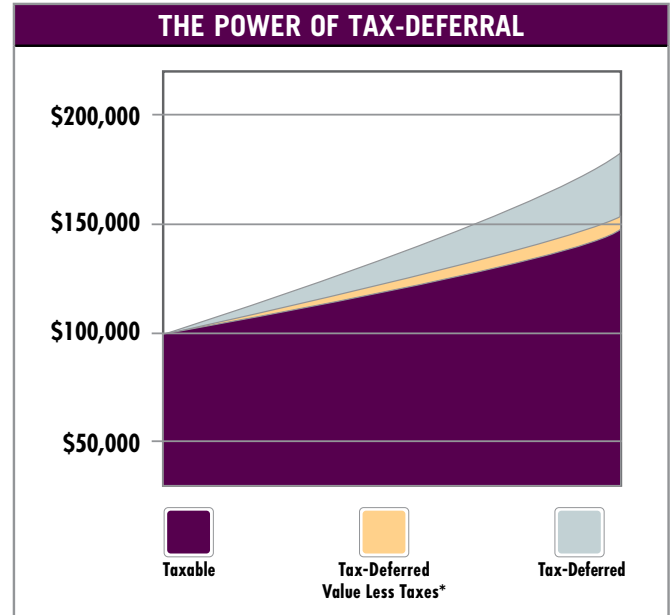 THE POWER OF TAX-DEFERRAL
$200,000
$150,000
$100,000
$50,000
Taxable
Tax-Deferred
Value Less Taxes*
Tax-Deferred